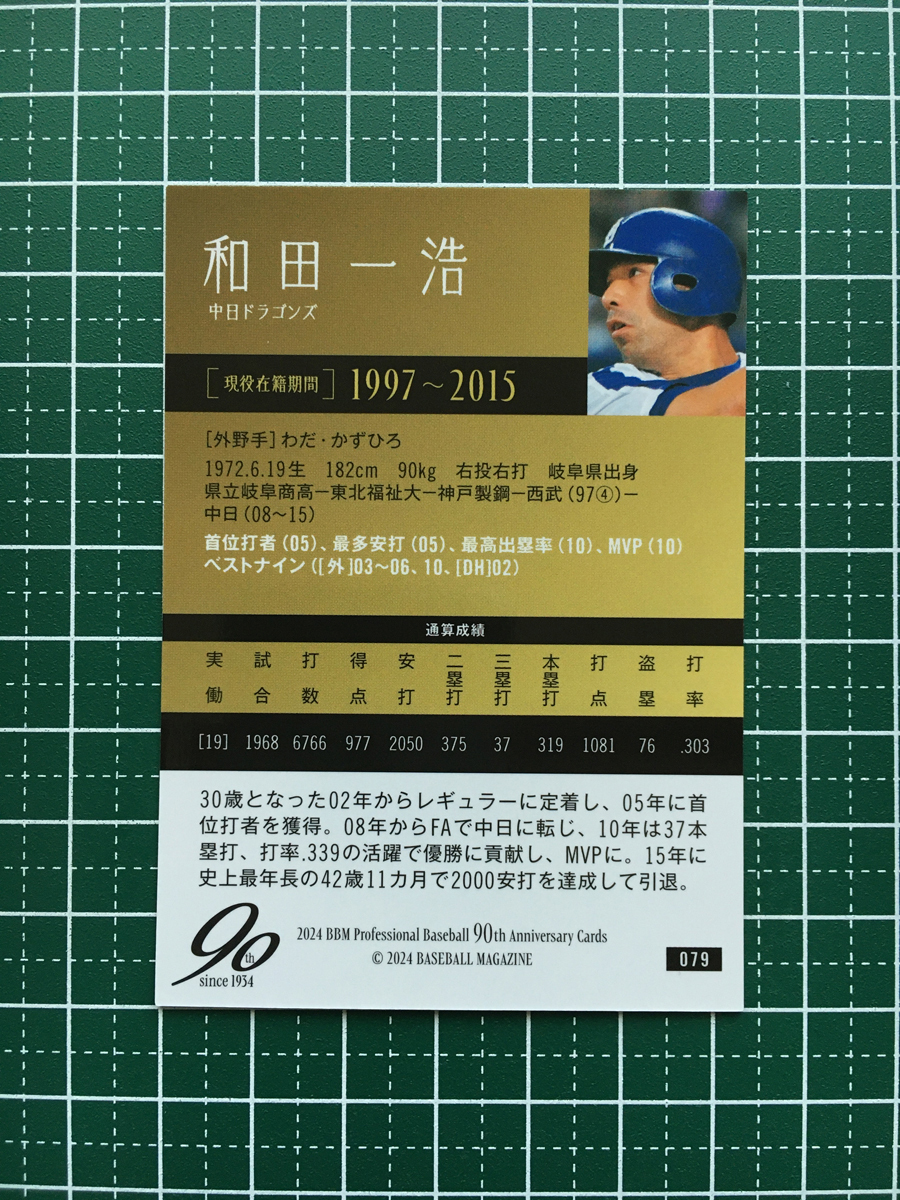 和田一浩
中日ドラゴンズ
[現役在籍期間] 1997～2015
[外野手]わだ・かずひろ
1972.6.19生 182cm 90kg 右投右打 岐阜県出身
県立岐阜商高ー東北福祉大ー神戸製鋼ー西武(97④)ー
中日(08～15)
首位打者(05)、最多安打(05)、最高出塁率(10)、MVP(10)
ベストナイン([外]03～06、10、[DH]02)
通算成績
実働 試合 打数 得点 安打 二塁打 三塁打 本塁打 打点 盗塁 打率
[19] 1968 6766 977 2050 375 37 319 1081 76 .303
30歳となった02年からレギュラーに定着し、05年に首
位打者を獲得。08年からFAで中日に転じ、10年は37本
塁打、打率.339の活躍で優勝に貢献し、MVPに。15年に
史上最年長の42歳11カ月で2000安打を達成して引退。
90th
since 1934
2024 BBM Professional Baseball 90th Anniversary Cards
© 2024 BASEBALL MAGAZINE
079